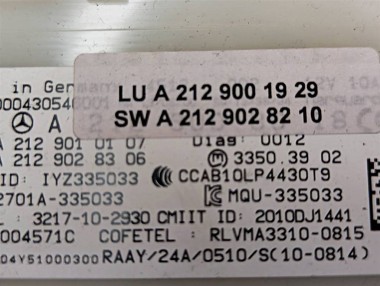 in Germany
LU A 212 900 19 29
SW A 212 902 82 10
A
A 212 901 01 07 Diag: 0012
A 212 902 83 06 3350.39 02
ID: IYZ335033 CCAB10LP4430T9
2701A-335033 MQU-335033
: 3217-10-2930 CMIIT ID: 2010DJ1441
004571C COFETEL: RLVMA3310-0815
04Y51000300 RAAY/24A/0510/S(10-0814)